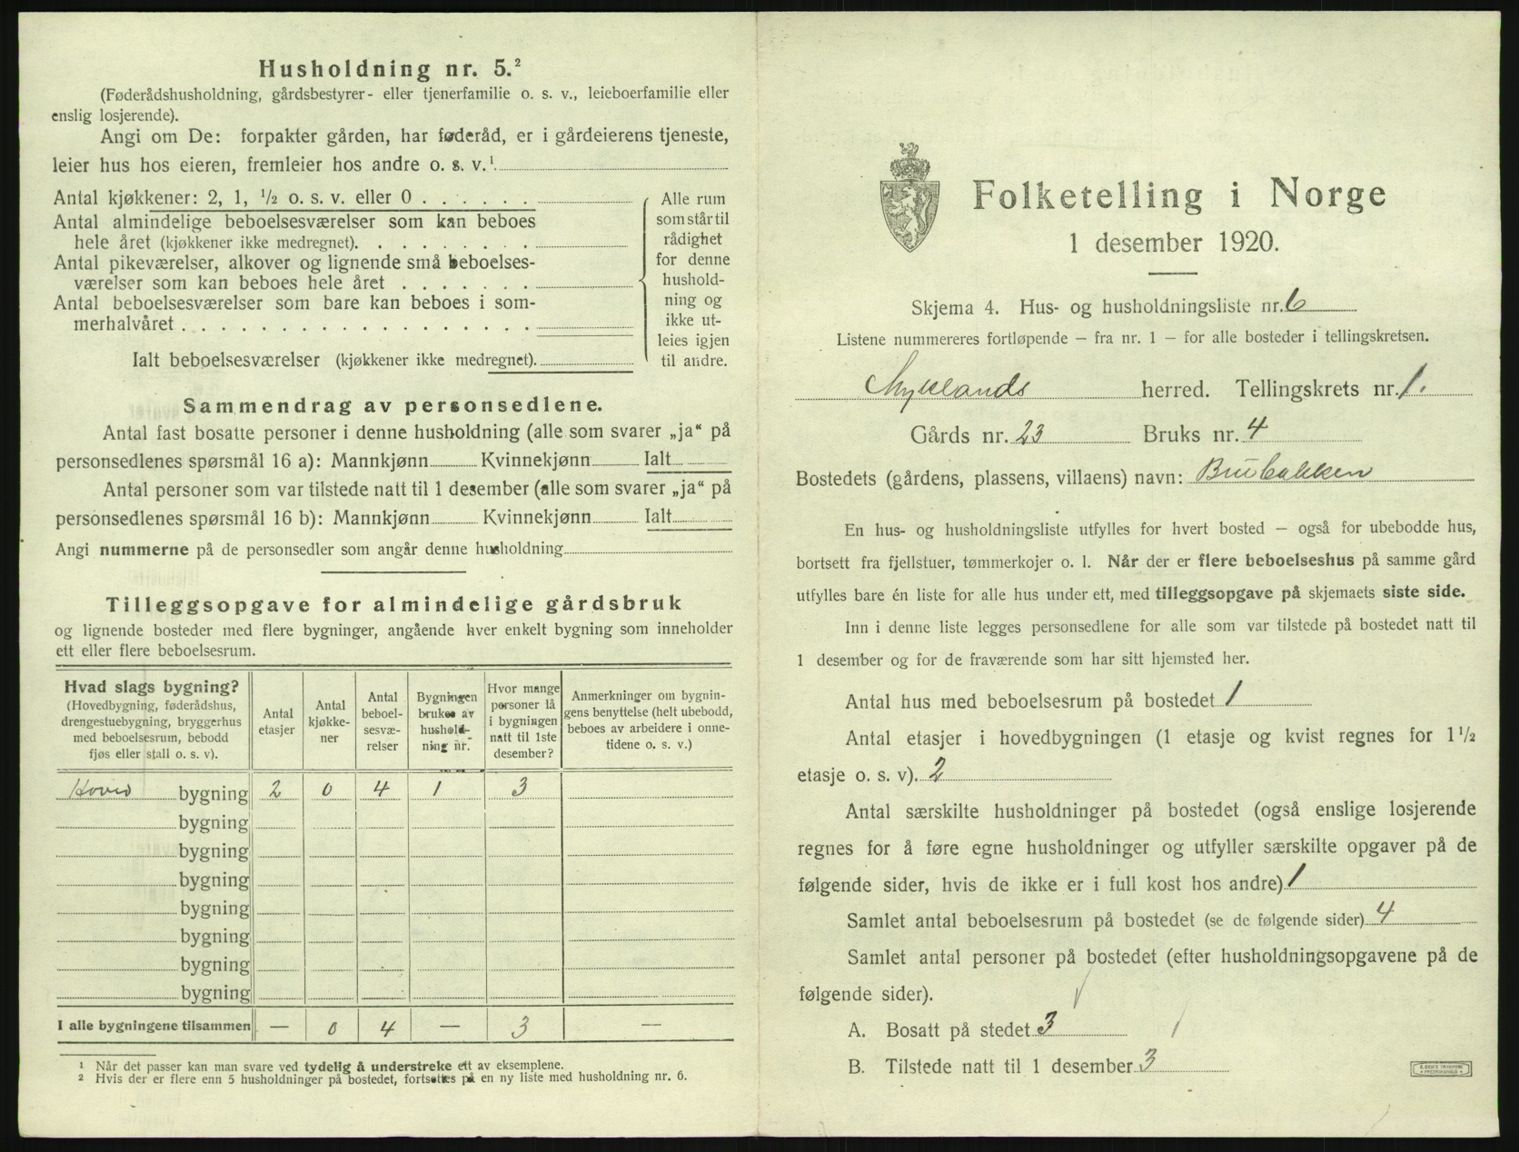 Husholdning nr. 5.²
(Føderådshusholdning, gårdsbestyrer- eller tjenerfamilie o. s. v., leieboerfamilie eller
enslig losjerende).
Angi om De: forpakter gården, har føderåd, er i gårdeierens tjeneste,
leier hus hos eieren, fremleier hos andre o. s. v.¹
Antal kjøkkener: 2, 1, ½ o. s. v. eller 0
Antal almindelige beboelsesværelser som kan beboes
hele året (kjøkkener ikke medregnet).
Antal pikeværelser, alkover og lignende små beboelses-
værelser som kan beboes hele året
Antal beboelsesværelser som bare kan beboes i som-
merhalvåret
Ialt beboelsesværelser (kjøkkener ikke medregnet).
Alle rum
som står til
rådighet
for denne
hushold-
ning og
ikke ut-
leies igjen
til andre.
Sammendrag av personsedlene.
Antal fast bosatte personer i denne husholdning (alle som svarer „ja“ på
personsedlenes spørsmål 16 a): Mannkjønn Kvinnekjønn Ialt
Antal personer som var tilstede natt til 1 desember (alle som svarer „ja“ på
personsedlenes spørsmål 16 b): Mannkjønn Kvinnekjønn Ialt
Angi nummerne på de personsedler som angår denne husholdning
Tilleggsopgave for almindelige gårdsbruk
og lignende bosteder med flere bygninger, angående hver enkelt bygning som inneholder
ett eller flere beboelsesrum.
Hvad slags bygning?
(Hovedbygning, føderådshus,
drengestuebygning, bryggerhus
med beboelsesrum, bebodd
fjøs eller stall o. s. v).
Antal
etasjer
Antal
kjøkke-
ner
Antal
beboel-
sesvæ-
relser
Bygningen
brukes av
hushold-
ning nr.
Hvor mange
personer lå
i bygningen
natt til 1ste
desember?
Anmerkninger om bygnin-
gens benyttelse (helt ubebodd,
beboes av arbeidere i onne-
tidene o. s. v.)
Hoved bygning 2 0 4 1 3
bygning
bygning
bygning
bygning
bygning
bygning
bygning
I alle bygningene tilsammen — 0 4 — 3 —
¹ Når det passer kan man svare ved tydelig å understreke ett av eksemplene.
² Hvis der er flere enn 5 husholdninger på bostedet, fortsettes på en ny liste med husholdning nr. 6.
Folketelling i Norge
1 desember 1920.
Skjema 4. Hus- og husholdningsliste nr. 6
Listene nummereres fortløpende — fra nr. 1 — for alle bosteder i tellingskretsen.
Myklands herred. Tellingskrets nr. 1.
Gårds nr. 23 Bruks nr. 4
Bostedets (gårdens, plassens, villaens) navn: Brubakken
En hus- og husholdningsliste utfylles for hvert bosted — også for ubebodde hus,
bortsett fra fjellstuer, tømmerkojer o. l. Når der er flere beboelseshus på samme gård
utfylles bare én liste for alle hus under ett, med tilleggsopgave på skjemaets siste side.
Inn i denne liste legges personsedlene for alle som var tilstede på bostedet natt til
1 desember og for de fraværende som har sitt hjemsted her.
Antal hus med beboelsesrum på bostedet 1
Antal etasjer i hovedbygningen (1 etasje og kvist regnes for 1½
etasje o. s. v). 2
Antal særskilte husholdninger på bostedet (også enslige losjerende
regnes for å føre egne husholdninger og utfyller særskilte opgaver på de
følgende sider, hvis de ikke er i full kost hos andre) 1
Samlet antal beboelsesrum på bostedet (se de følgende sider) 4
Samlet antal personer på bostedet (efter husholdningsopgavene på de
følgende sider).
A. Bosatt på stedet 3
B. Tilstede natt til 1 desember 3